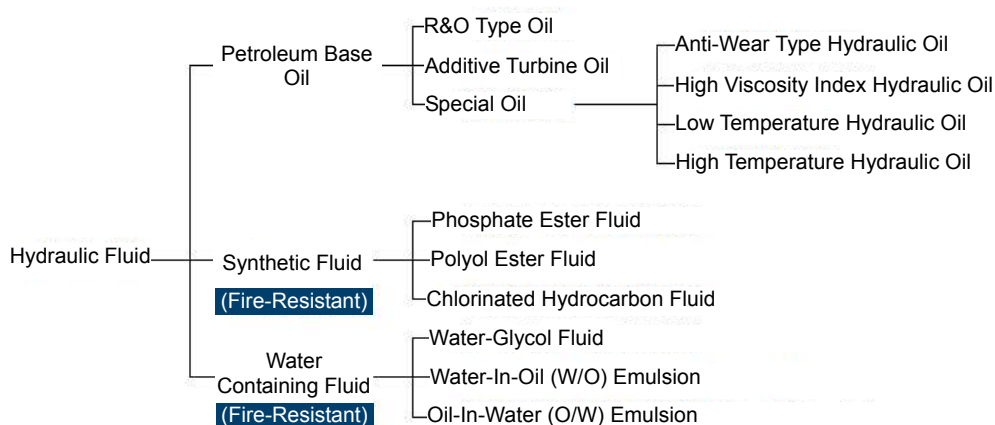 R&O Type Oil
Petroleum Base
Oil
Additive Turbine Oil
Special Oil
Anti-Wear Type Hydraulic Oil
High Viscosity Index Hydraulic Oil
Low Temperature Hydraulic Oil
High Temperature Hydraulic Oil
Hydraulic Fluid
Synthetic Fluid
(Fire-Resistant)
Phosphate Ester Fluid
Polyol Ester Fluid
Chlorinated Hydrocarbon Fluid
Water
Containing Fluid
(Fire-Resistant)
Water-Glycol Fluid
Water-In-Oil (W/O) Emulsion
Oil-In-Water (O/W) Emulsion